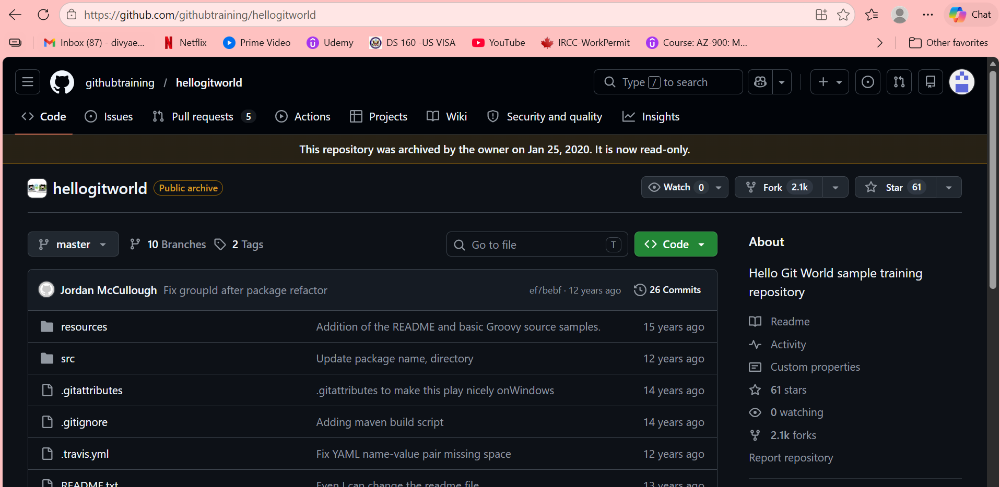 https://github.com/githubtraining/hellogitworld
Chat
Inbox (87) - divyae...
Netflix
Prime Video
Udemy
DS 160 -US VISA
YouTube
IRCC-WorkPermit
Course: AZ-900: M...
Other favorites
githubtraining / hellogitworld
Type / to search
Code
Issues
Pull requests 5
Actions
Projects
Wiki
Security and quality
Insights
This repository was archived by the owner on Jan 25, 2020. It is now read-only.
hellogitworld Public archive
Watch 0
Fork 2.1k
Star 61
master
10 Branches
2 Tags
Go to file T
Code
Jordan McCullough Fix groupId after package refactor ef7bebf · 12 years ago 26 Commits
resources Addition of the README and basic Groovy source samples. 15 years ago
src Update package name, directory 12 years ago
.gitattributes .gitattributes to make this play nicely onWindows 14 years ago
.gitignore Adding maven build script 14 years ago
.travis.yml Fix YAML name-value pair missing space 12 years ago
README.txt Even I can change the readme file 13 years ago
About
Hello Git World sample training
repository
Readme
Activity
Custom properties
61 stars
0 watching
2.1k forks
Report repository